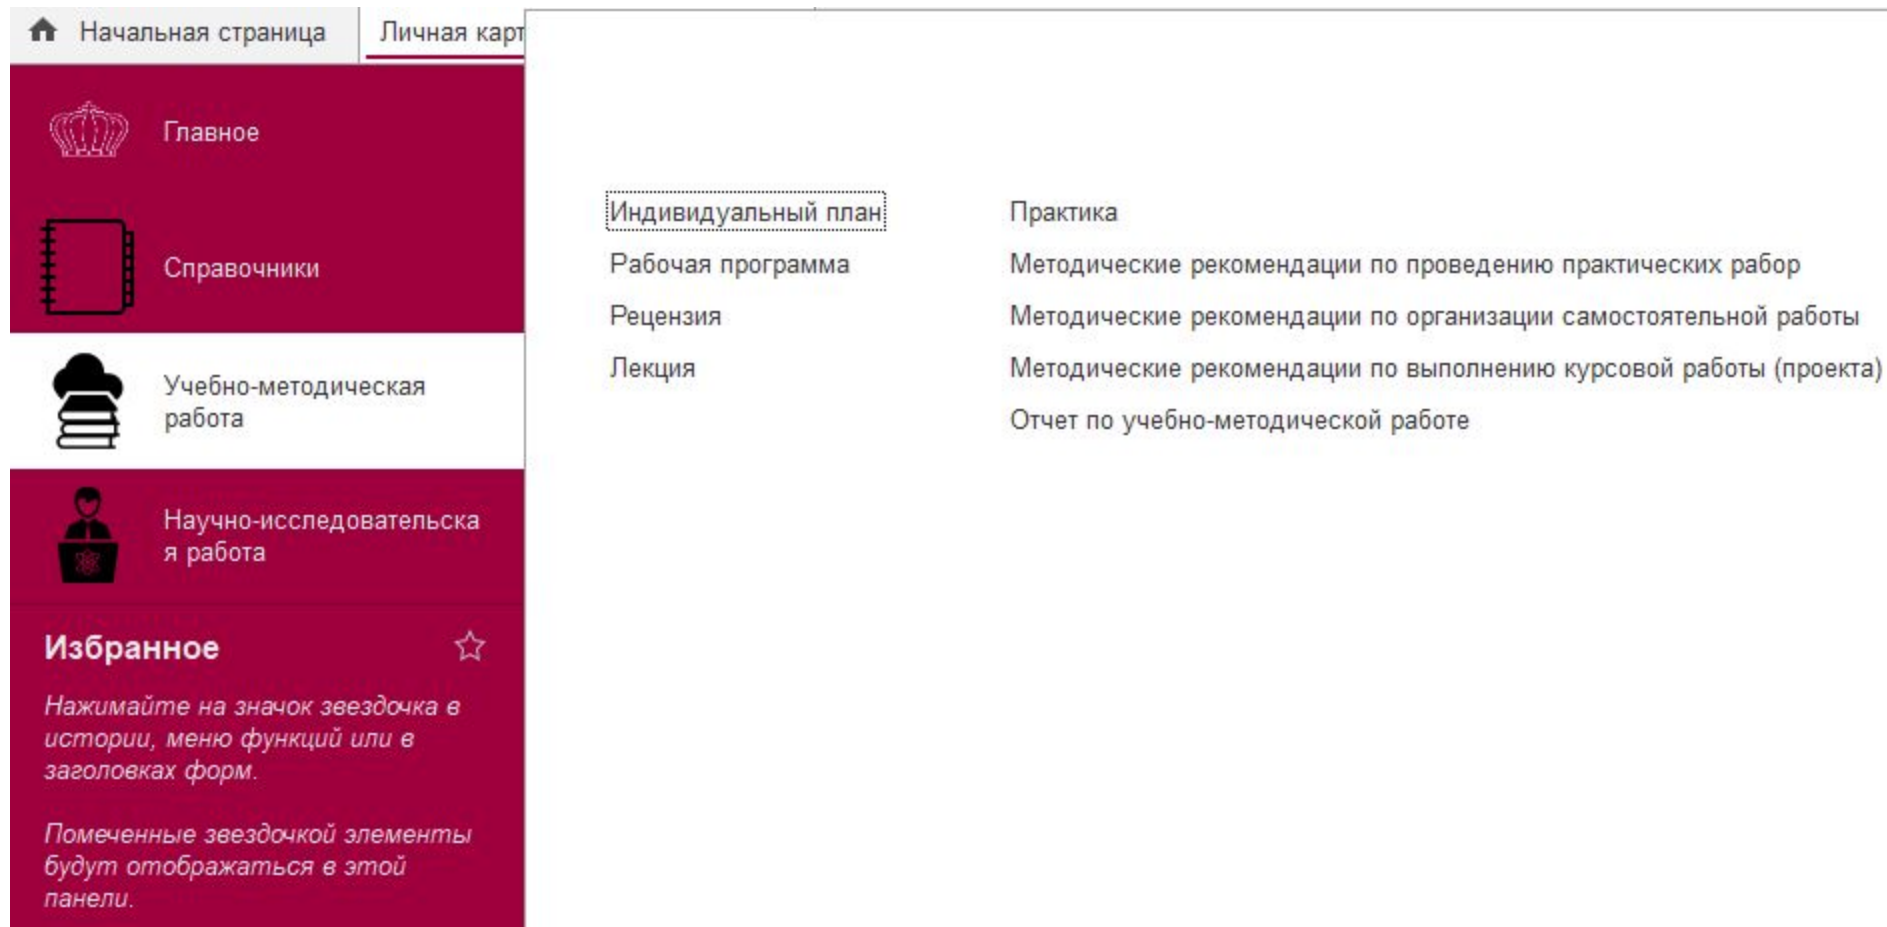 Начальная страница
Личная карт
Главное
Справочники
Учебно-методическая
работа
Научно-исследовательска
я работа
Избранное
Нажимайте на значок звездочка в
истории, меню функций или в
заголовках форм.
Помеченные звездочкой элементы
будут отображаться в этой
панели.
Индивидуальный план
Рабочая программа
Рецензия
Лекция
Практика
Методические рекомендации по проведению практических рабор
Методические рекомендации по организации самостоятельной работы
Методические рекомендации по выполнению курсовой работы (проекта)
Отчет по учебно-методической работе